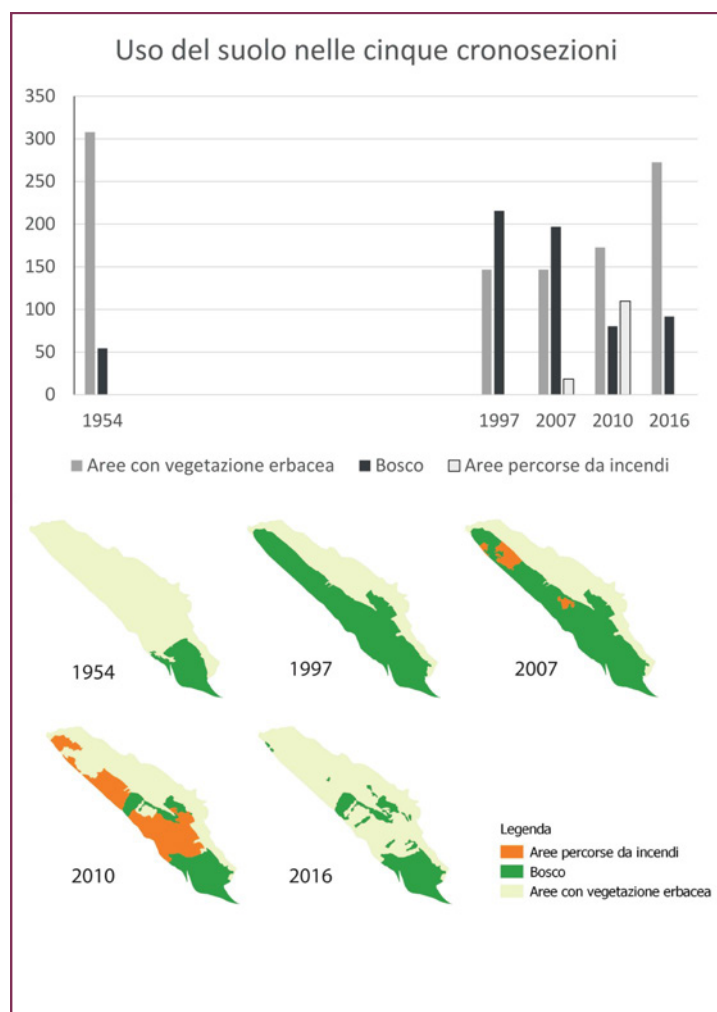 Uso del suolo nelle cinque cronosezioni
350
300
250
200
150
100
50
0
1954
1997
2007
2010
2016
Aree con vegetazione erbacea
Bosco
Aree percorse da incendi
1954
1997
2007
2010
2016
Legenda
Aree percorse da incendi
Bosco
Aree con vegetazione erbacea